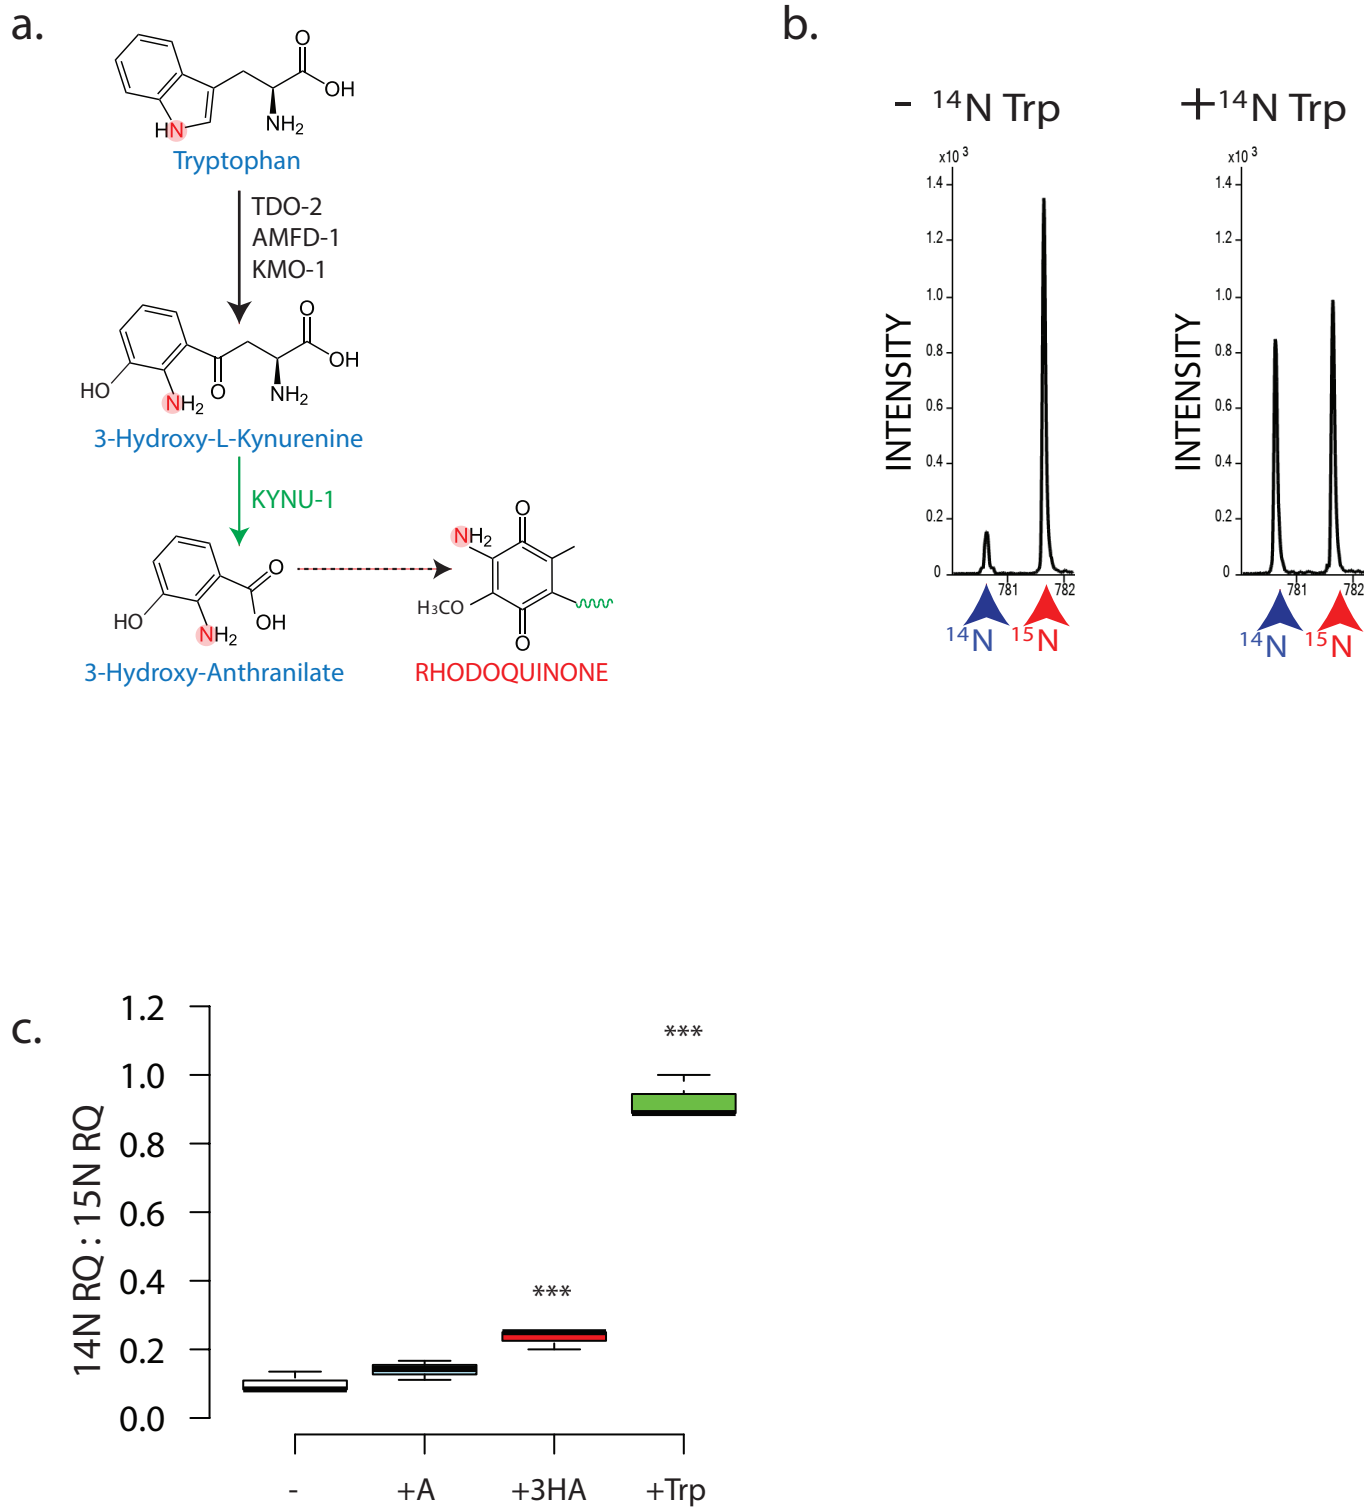 a.
O
OH
NH₂
HN
Tryptophan
TDO-2
AMFD-1
KMO-1
O
OH
HO
NH₂
O
NH₂
3-Hydroxy-L-Kynurenine
KYNU-1
O
HO
NH₂
OH
3-Hydroxy-Anthranilate
O
NH₂
H₃CO
O
RHODOQUINONE
b.
- ¹⁴N Trp
x10 ³
1.4
1.2
1.0
0.8
0.6
0.4
0.2
0
INTENSITY
781
782
¹⁴N
¹⁵N
+¹⁴N Trp
x10 ³
1.4
1.2
1.0
0.8
0.6
0.4
0.2
0
INTENSITY
781
782
¹⁴N
¹⁵N
c.
14N RQ : 15N RQ
1.2
1.0
0.8
0.6
0.4
0.2
0.0
***
***
-
+A
+3HA
+Trp